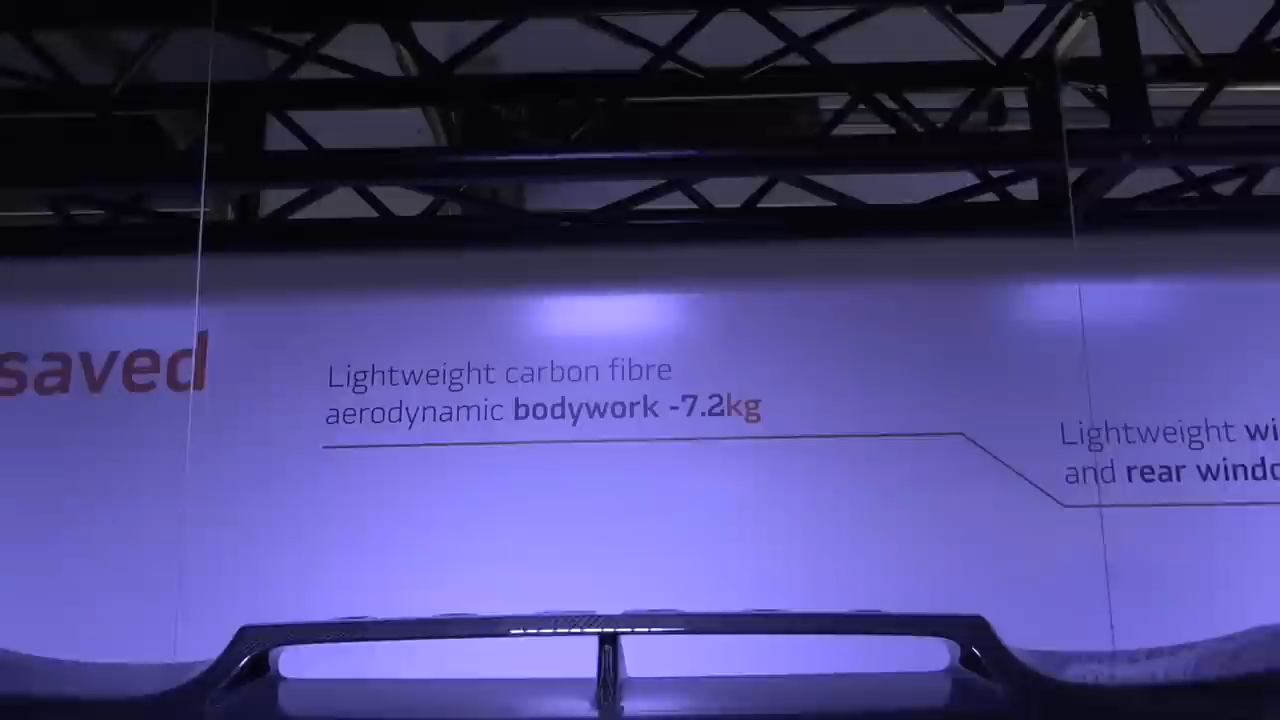 saved
Lightweight carbon fibre
aerodynamic bodywork -7.2kg
Lightweight
and rear